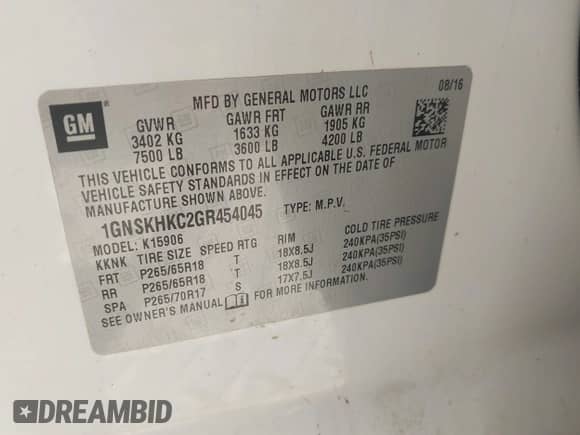 GM
®
MFD BY GENERAL MOTORS LLC
08/16
GVWR GAWR FRT GAWR RR
3402 KG 1633 KG 1905 KG
7500 LB 3600 LB 4200 LB
THIS VEHICLE CONFORMS TO ALL APPLICABLE U.S. FEDERAL MOTOR
VEHICLE SAFETY STANDARDS IN EFFECT ON THE DATE OF
MANUFACTURE SHOWN ABOVE.
1GNSKHKC2GR454045 TYPE: M.P.V.
MODEL: K15906
KKNK TIRE SIZE SPEED RTG RIM COLD TIRE PRESSURE
FRT P265/65R18 T 18X8.5J 240KPA(35PSI)
RR P265/65R18 T 18X8.5J 240KPA(35PSI)
SPA P265/70R17 S 17X7.5J 240KPA(35PSI)
SEE OWNER'S MANUAL FOR MORE INFORMATION.
DREAMBID